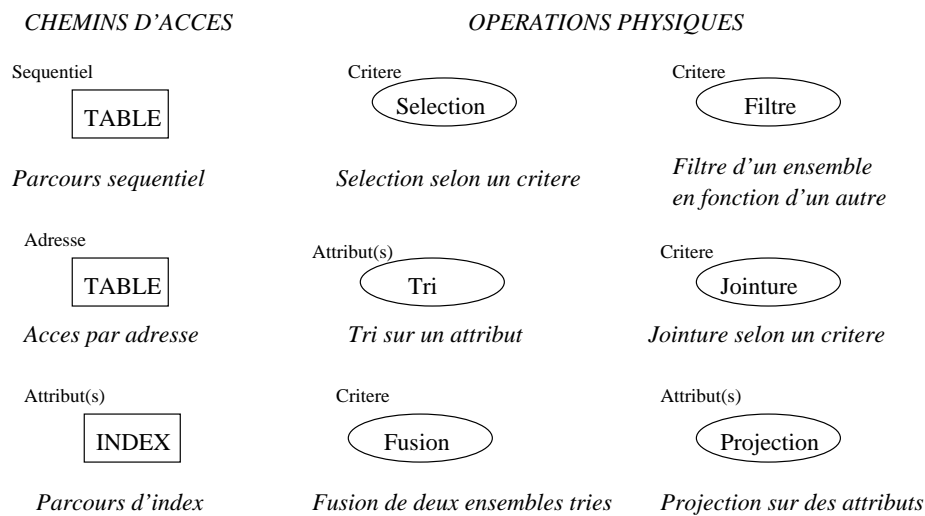 CHEMINS D'ACCES
OPERATIONS PHYSIQUES
Sequentiel
Critere
Critere
TABLE
Selection
Filtre
Parcours sequentiel
Selection selon un critere
Filtre d'un ensemble
en fonction d'un autre
Adresse
Attribut(s)
Critere
TABLE
Tri
Jointure
Acces par adresse
Tri sur un attribut
Jointure selon un critere
Attribut(s)
Critere
Attribut(s)
INDEX
Fusion
Projection
Parcours d'index
Fusion de deux ensembles tries
Projection sur des attributs